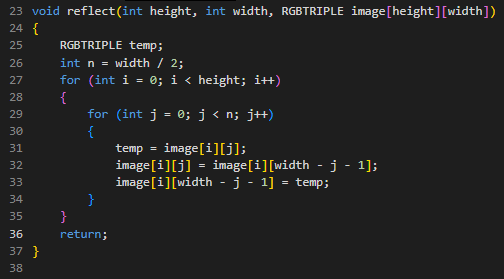 23 void reflect(int height, int width, RGBTRIPLE image[height][width])
24 {
25     RGBTRIPLE temp;
26     int n = width / 2;
27     for (int i = 0; i < height; i++)
28     {
29         for (int j = 0; j < n; j++)
30         {
31             temp = image[i][j];
32             image[i][j] = image[i][width - j - 1];
33             image[i][width - j - 1] = temp;
34         }
35     }
36     return;
37 }
38